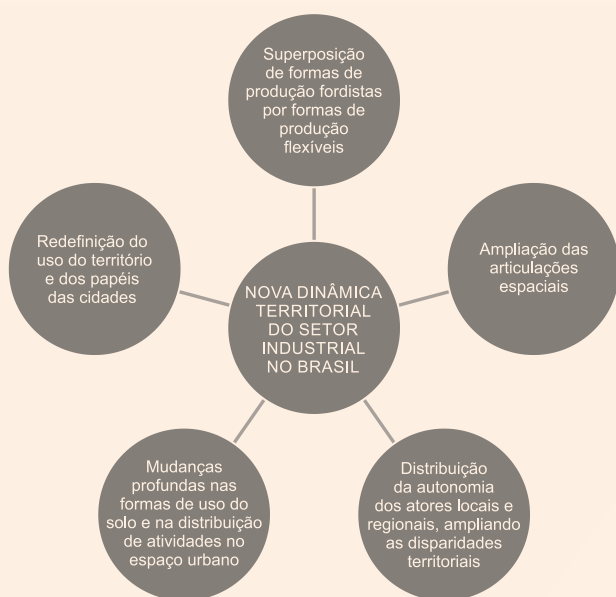 Superposição
de formas de
produção fordistas
por formas de
produção
flexíveis
Redefinição do
uso do território
e dos papéis
das cidades
Ampliação das
articulações
espaciais
NOVA DINÂMICA
TERRITORIAL
DO SETOR
INDUSTRIAL
NO BRASIL
Mudanças
profundas nas
formas de uso do
solo e na distribuição
de atividades no
espaço urbano
Distribuição
da autonomia
dos atores locais e
regionais, ampliando
as disparidades
territoriais